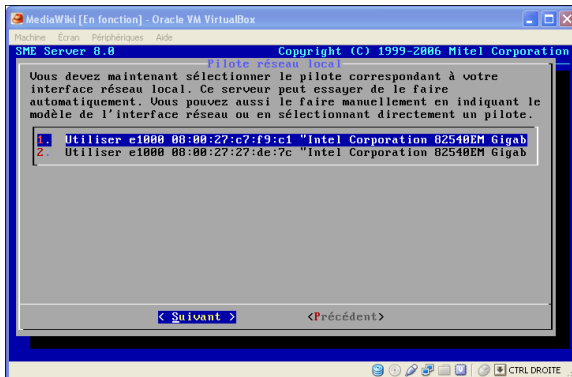 MediaWiki [En fonction] - Oracle VM VirtualBox
Machine Écran Périphériques Aide
SME Server 8.0 Copyright (C) 1999-2006 Mitel Corporation
Pilote réseau local
Vous devez maintenant sélectionner le pilote correspondant à votre
interface réseau local. Ce serveur peut essayer de le faire
automatiquement. Vous pouvez aussi le faire manuellement en indiquant le
modèle de l'interface réseau ou en sélectionnant directement un pilote.
1. Utiliser e1000 08:00:27:c7:f9:c1 "Intel Corporation 82540EM Gigab
2. Utiliser e1000 08:00:27:27:de:7c "Intel Corporation 82540EM Gigab
< Suivant > <Précédent>
CTRL DROITE